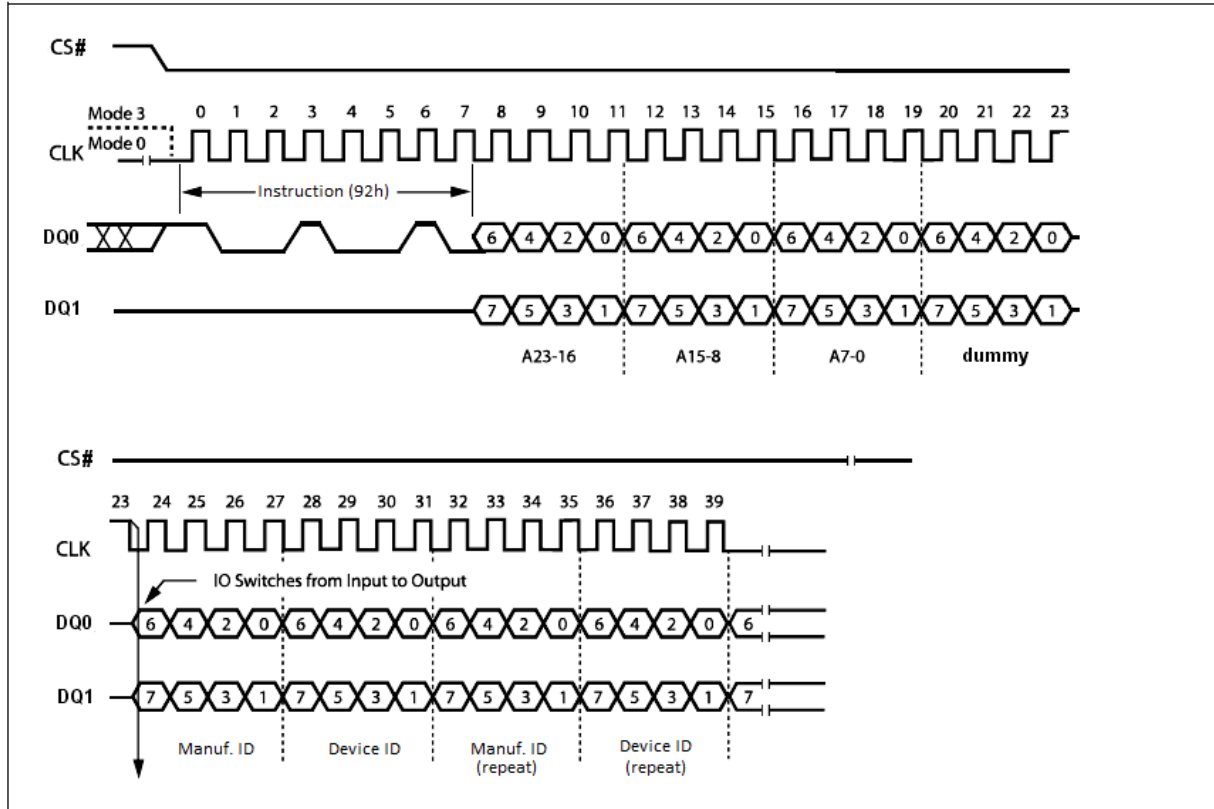 CS#
Mode 3
0 1 2 3 4 5 6 7 8 9 10 11 12 13 14 15 16 17 18 19 20 21 22 23
Mode 0
CLK
Instruction (92h)
DQ0 6 4 2 0 6 4 2 0 6 4 2 0 6 4 2 0
DQ1 7 5 3 1 7 5 3 1 7 5 3 1 7 5 3 1
A23-16 A15-8 A7-0 dummy
CS#
23 24 25 26 27 28 29 30 31 32 33 34 35 36 37 38 39
CLK
IO Switches from Input to Output
DQ0 6 4 2 0 6 4 2 0 6 4 2 0 6 4 2 0 6
DQ1 7 5 3 1 7 5 3 1 7 5 3 1 7 5 3 1 7
Manuf. ID Device ID Manuf. ID Device ID
(repeat) (repeat)